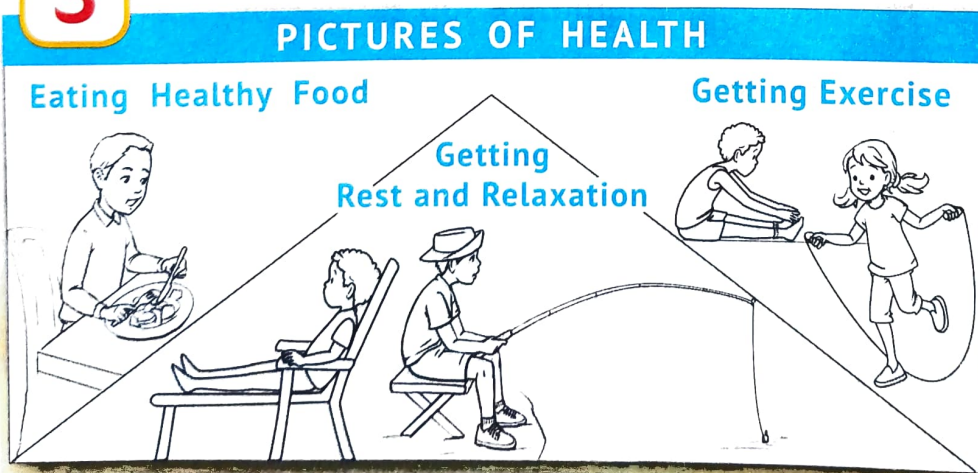 PICTURES OF HEALTH
Eating Healthy Food
Getting
Rest and Relaxation
Getting Exercise